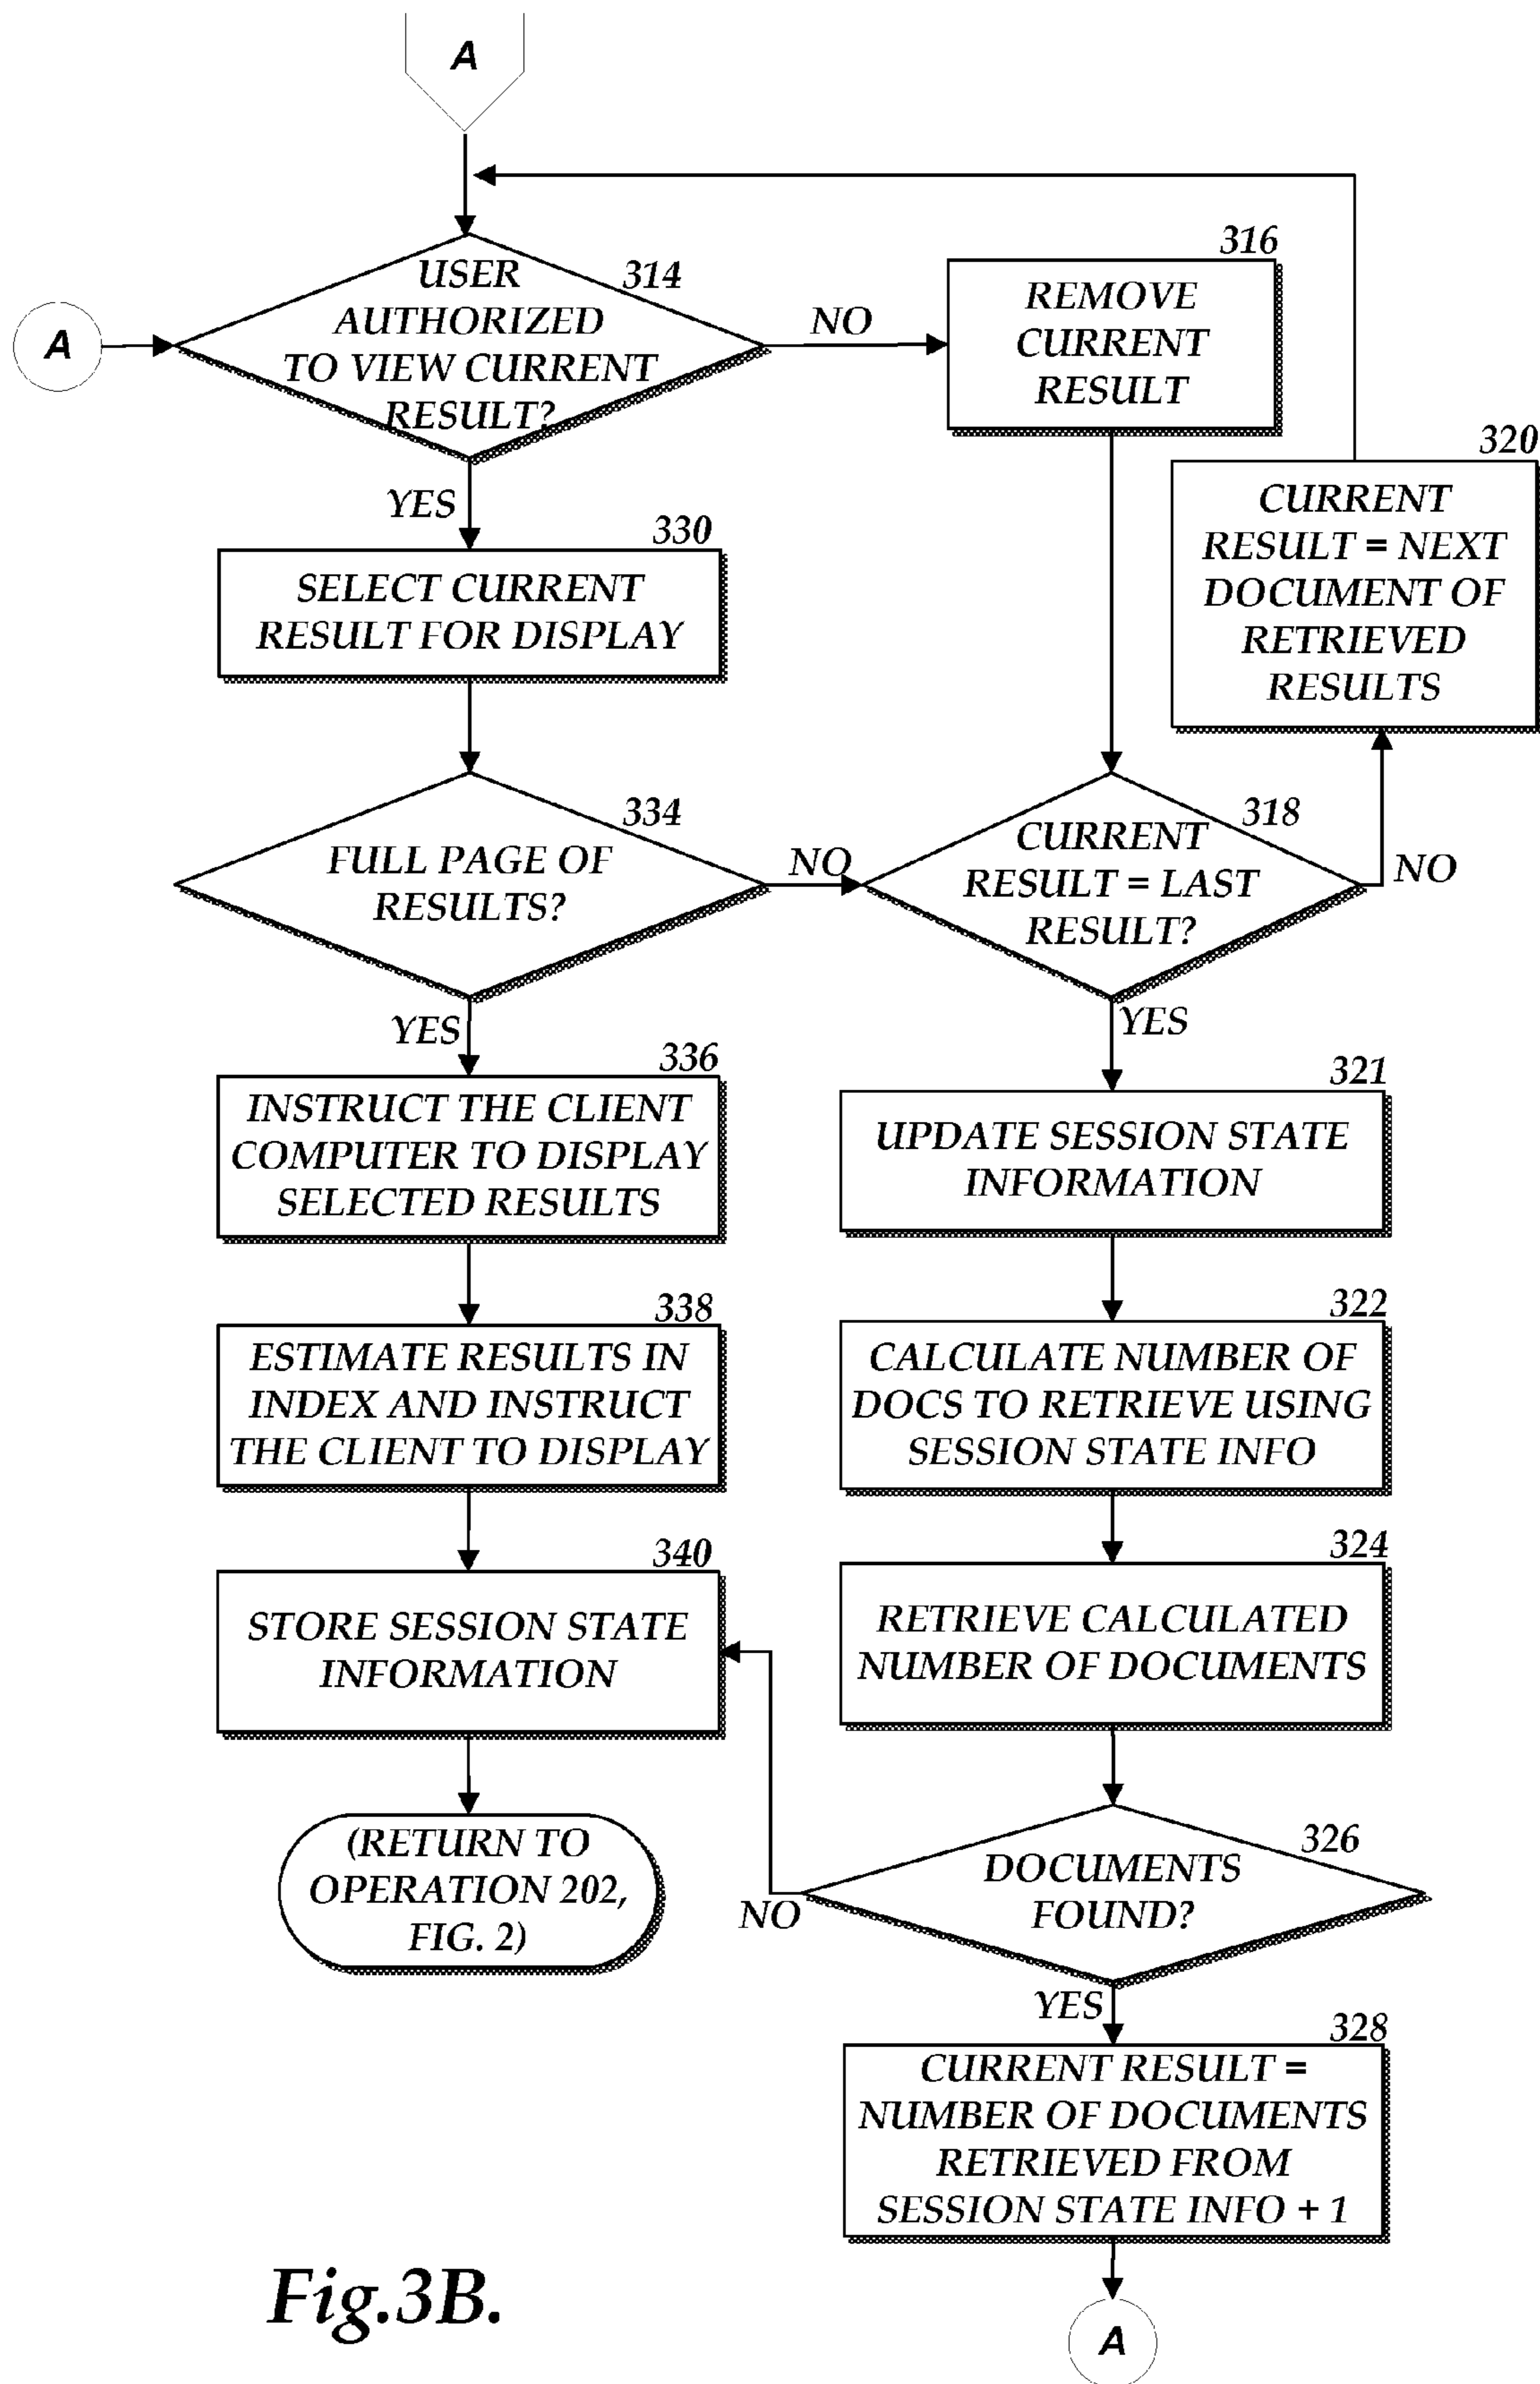 A
314
USER
AUTHORIZED
TO VIEW CURRENT
RESULT?
A
NO
316
REMOVE
CURRENT
RESULT
320
CURRENT
RESULT = NEXT
DOCUMENT OF
RETRIEVED
RESULTS
YES
330
SELECT CURRENT
RESULT FOR DISPLAY
334
FULL PAGE OF
RESULTS?
NO
318
CURRENT
RESULT = LAST
RESULT?
NO
YES
336
INSTRUCT THE CLIENT
COMPUTER TO DISPLAY
SELECTED RESULTS
YES
321
UPDATE SESSION STATE
INFORMATION
338
ESTIMATE RESULTS IN
INDEX AND INSTRUCT
THE CLIENT TO DISPLAY
322
CALCULATE NUMBER OF
DOCS TO RETRIEVE USING
SESSION STATE INFO
340
STORE SESSION STATE
INFORMATION
324
RETRIEVE CALCULATED
NUMBER OF DOCUMENTS
(RETURN TO
OPERATION 202,
FIG. 2)
326
DOCUMENTS
FOUND?
NO
YES
328
CURRENT RESULT =
NUMBER OF DOCUMENTS
RETRIEVED FROM
SESSION STATE INFO + 1
A
Fig.3B.